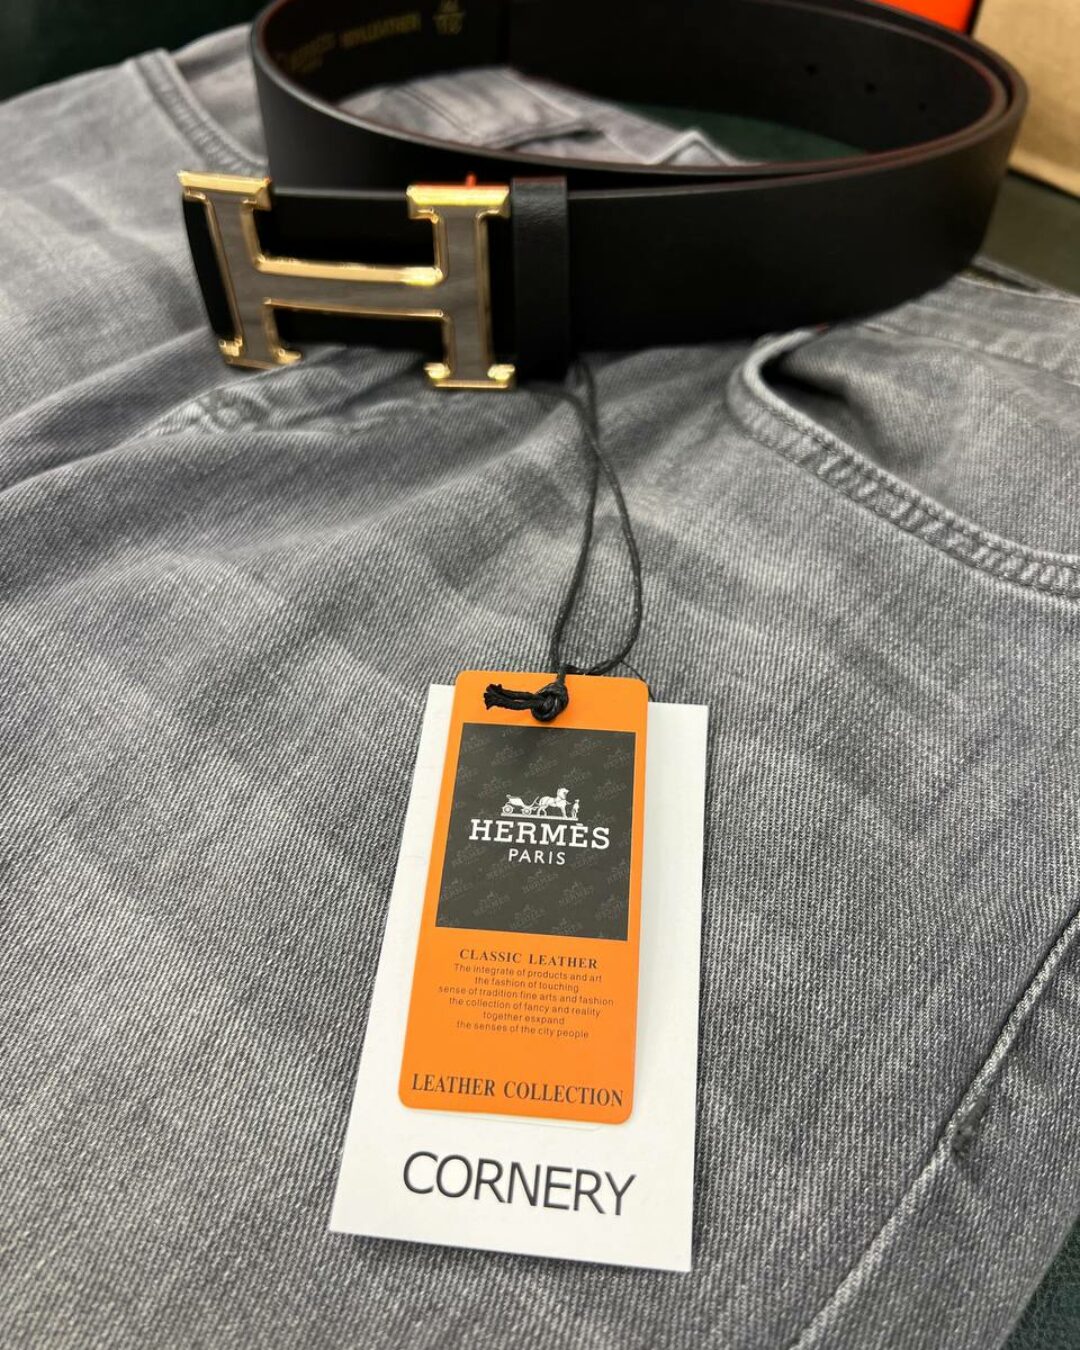 HERMÈS
PARIS
CLASSIC LEATHER
The integrate of products and art
the fashion of touching
sense of tradition fine arts and fashion
the collection of fancy and reality
together esxpand
the senses of the city people
LEATHER COLLECTION
CORNERY